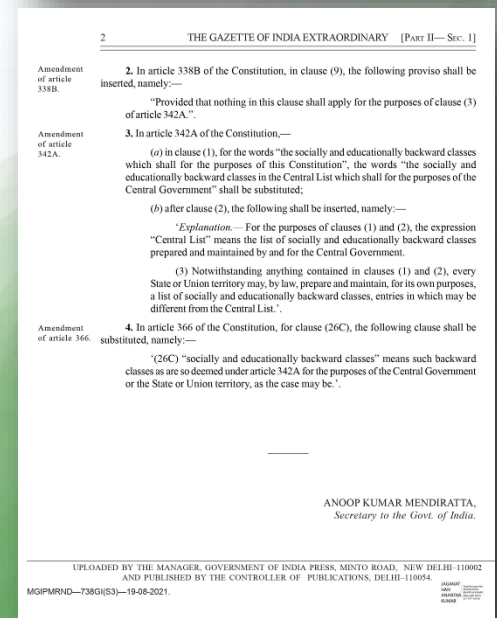 2 THE GAZETTE OF INDIA EXTRAORDINARY [PART II— SEC. 1]
Amendment
of article
338B.
2. In article 338B of the Constitution, in clause (9), the following proviso shall be
inserted, namely:—
“Provided that nothing in this clause shall apply for the purposes of clause (3)
of article 342A.”.
Amendment
of article
342A.
3. In article 342A of the Constitution,—
(a) in clause (1), for the words “the socially and educationally backward classes
which shall for the purposes of this Constitution”, the words “the socially and
educationally backward classes in the Central List which shall for the purposes of the
Central Government” shall be substituted;
(b) after clause (2), the following shall be inserted, namely:—
‘Explanation.— For the purposes of clauses (1) and (2), the expression
“Central List” means the list of socially and educationally backward classes
prepared and maintained by and for the Central Government.
(3) Notwithstanding anything contained in clauses (1) and (2), every
State or Union territory may, by law, prepare and maintain, for its own purposes,
a list of socially and educationally backward classes, entries in which may be
different from the Central List.’.
Amendment
of article 366.
4. In article 366 of the Constitution, for clause (26C), the following clause shall be
substituted, namely:—
‘(26C) “socially and educationally backward classes” means such backward
classes as are so deemed under article 342A for the purposes of the Central Government
or the State or Union territory, as the case may be.’.
ANOOP KUMAR MENDIRATTA,
Secretary to the Govt. of India.
UPLOADED BY THE MANAGER, GOVERNMENT OF INDIA PRESS, MINTO ROAD, NEW DELHI–110002
AND PUBLISHED BY THE CONTROLLER OF PUBLICATIONS, DELHI–110054.
MGIPMRND—738GI(S3)—19-08-2021.
JAGANAT
HAN
ANANTHA
KUMAR